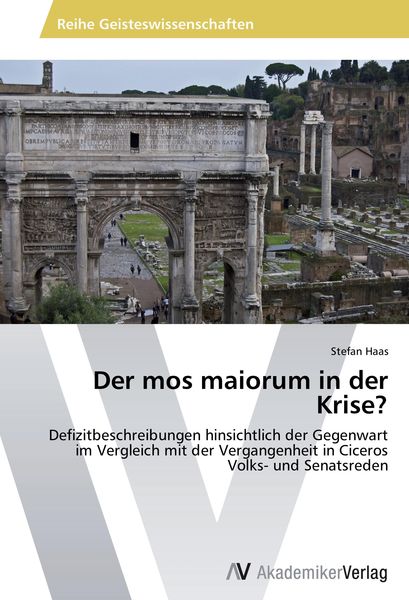 Reihe Geisteswissenschaften
Stefan Haas
Der mos maiorum in der
Krise?
Defizitbeschreibungen hinsichtlich der Gegenwart
im Vergleich mit der Vergangenheit in Ciceros
Volks- und Senatsreden
AV AkademikerVerlag